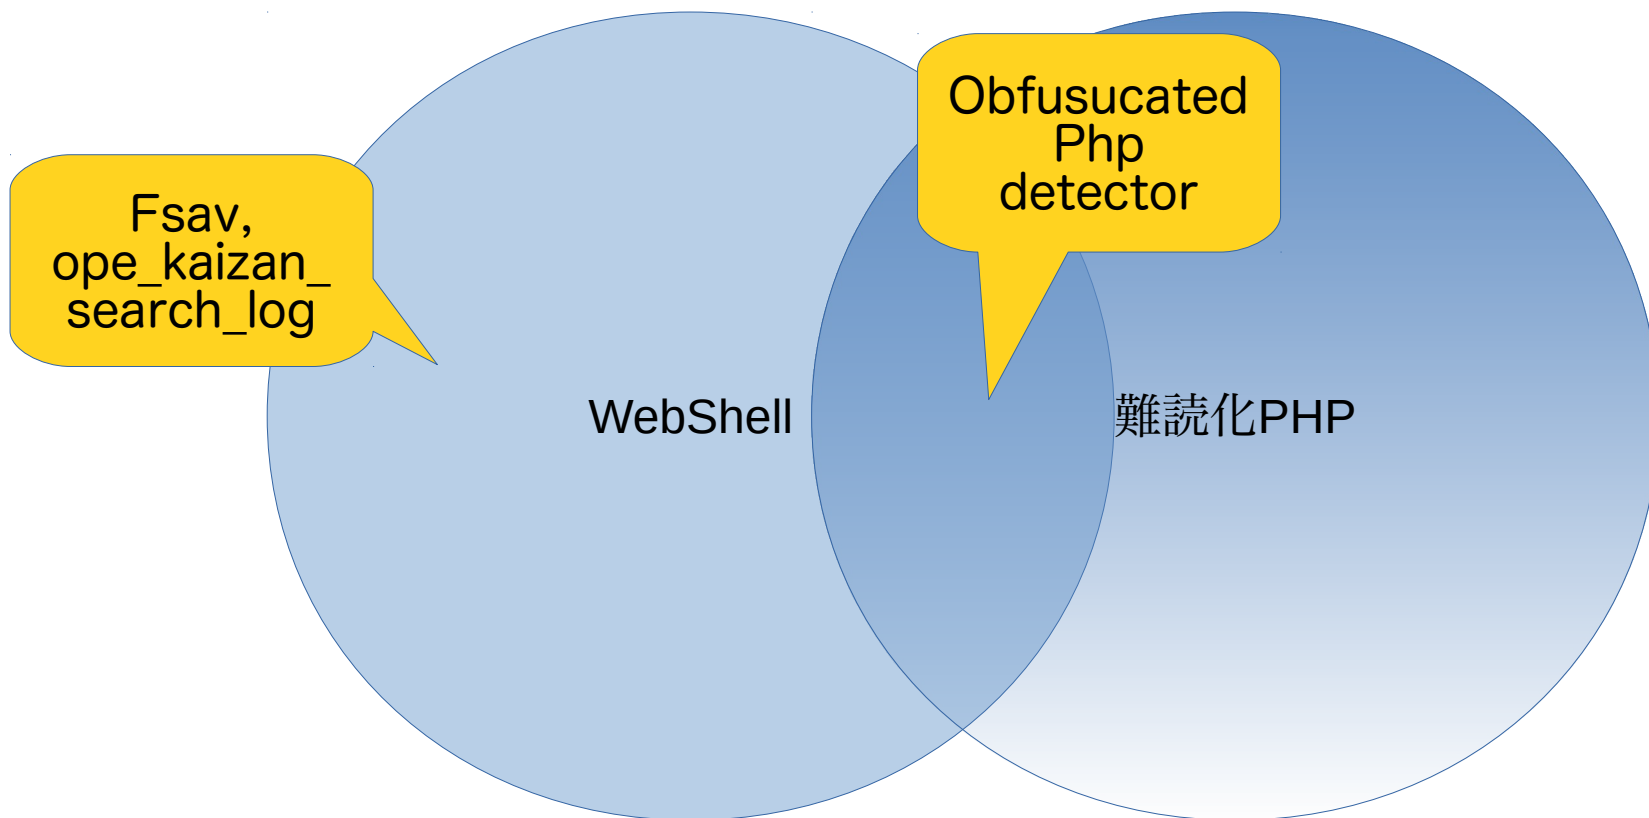 Obfusucated
Php
detector
Fsav,
ope_kaizan_
search_log
WebShell
難読化PHP